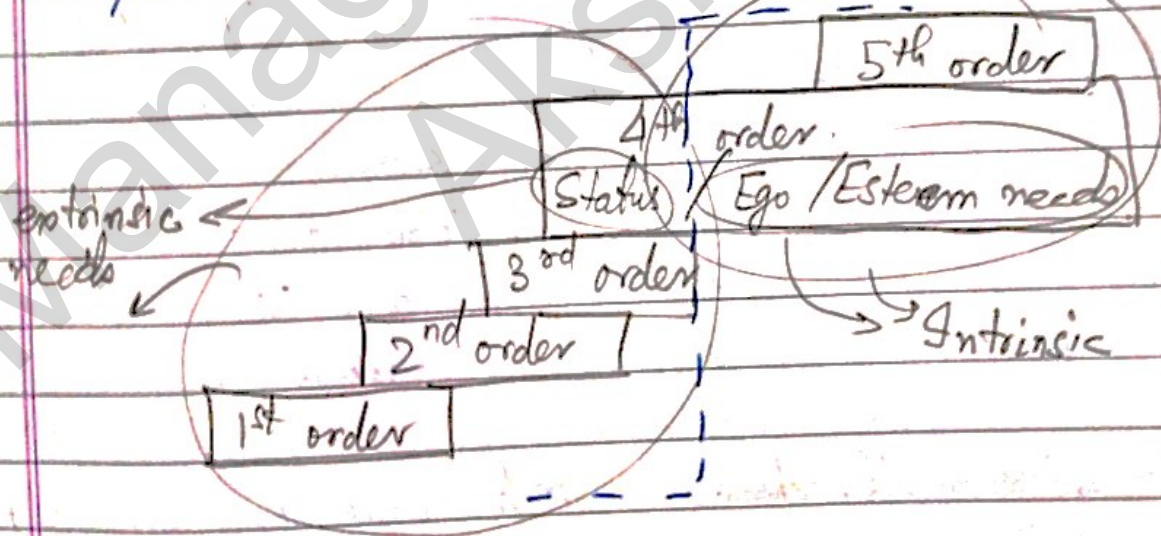 5th order
4th order.
Status / Ego / Esteem needs
extrinsic
needs
3rd order
Intrinsic
2nd order
1st order